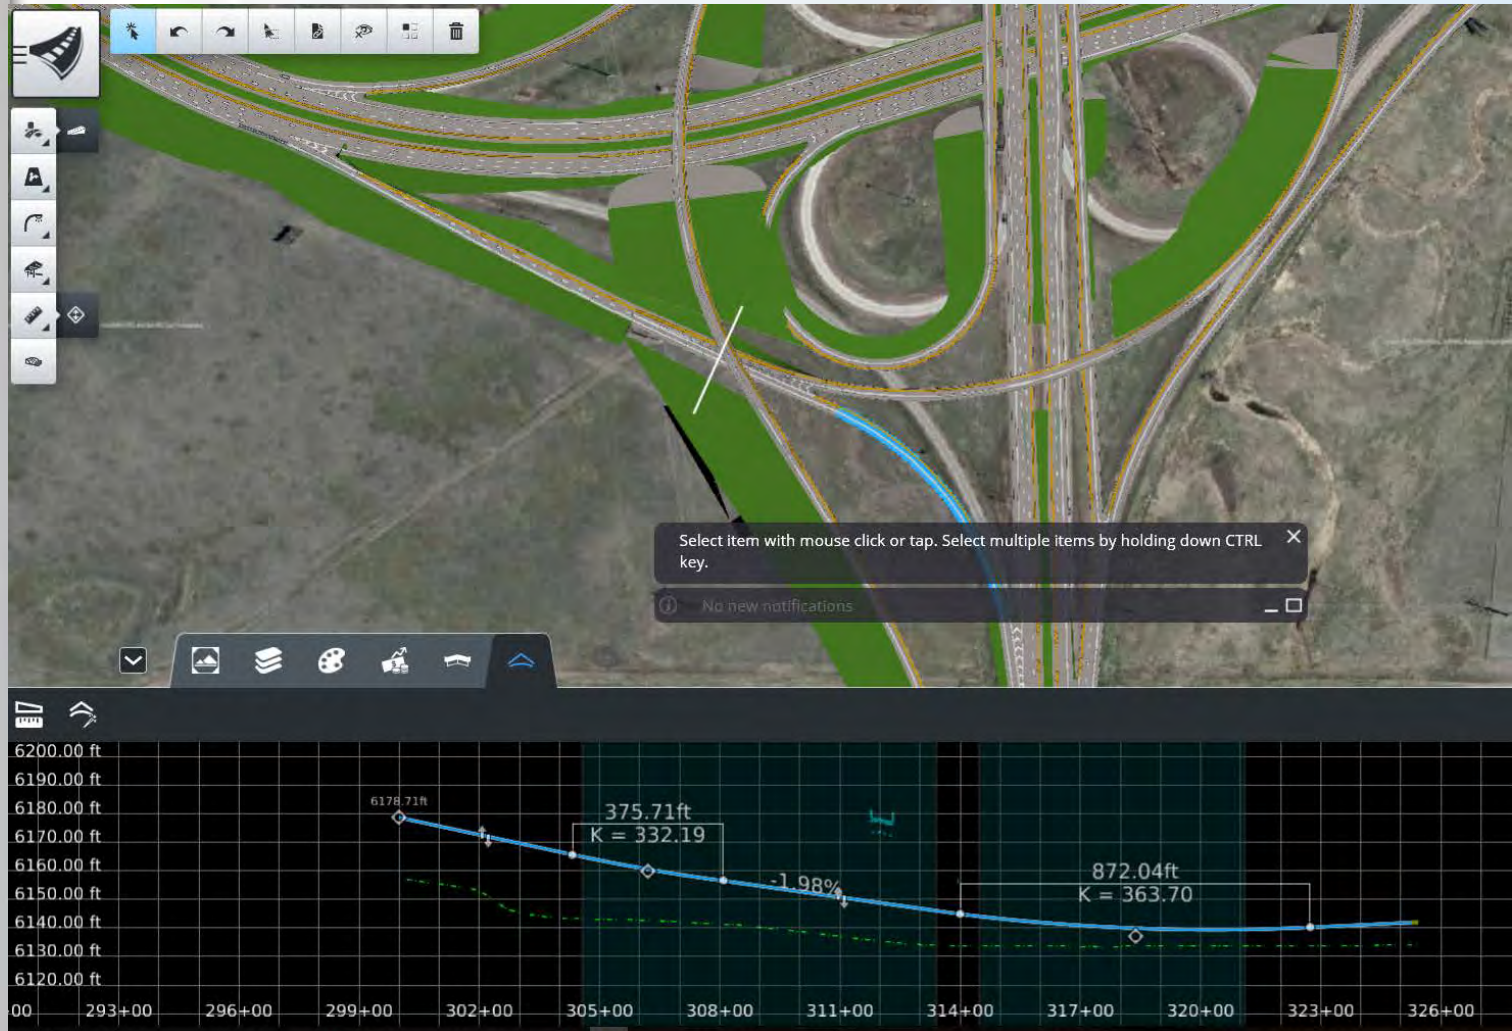 Select item with mouse click or tap. Select multiple items by holding down CTRL
key.
No new notifications
6200.00 ft
6190.00 ft
6180.00 ft
6170.00 ft
6160.00 ft
6150.00 ft
6140.00 ft
6130.00 ft
6120.00 ft
6178.71ft
375.71ft
K = 332.19
-1.98%
872.04ft
K = 363.70
00
293+00
296+00
299+00
302+00
305+00
308+00
311+00
314+00
317+00
320+00
323+00
326+00